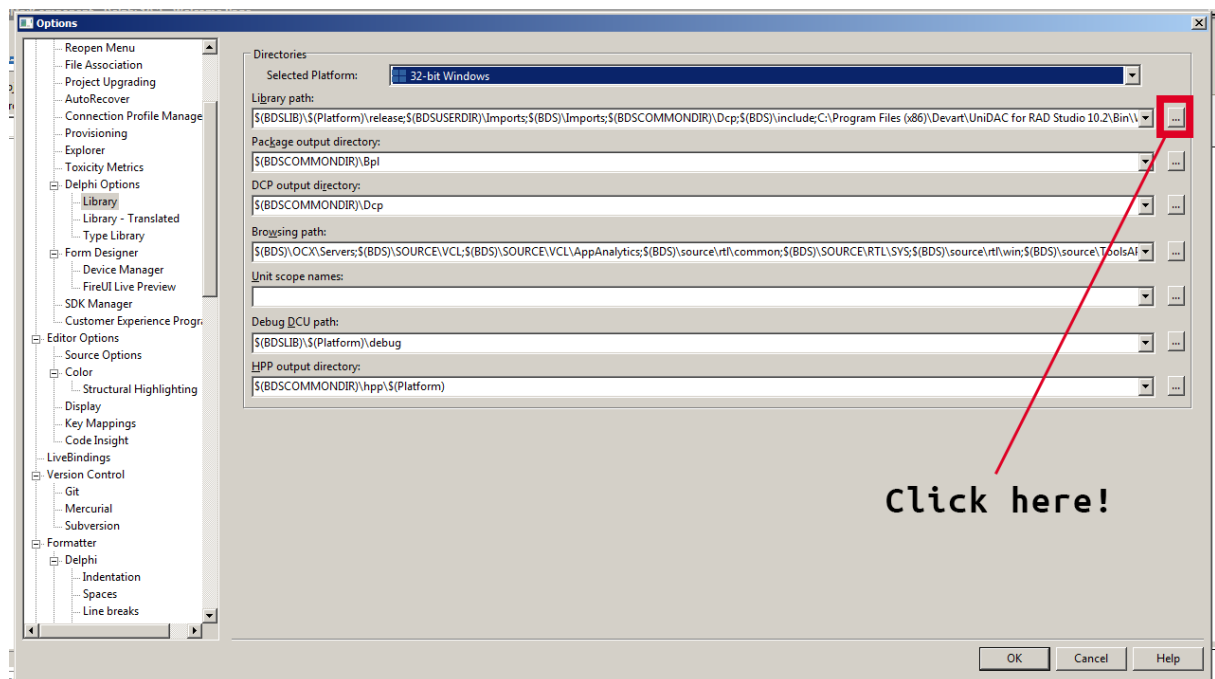 Options
Reopen Menu
File Association
Project Upgrading
AutoRecover
Connection Profile Manage
Provisioning
Explorer
Toxicity Metrics
Delphi Options
Library
Library - Translated
Type Library
Form Designer
Device Manager
FireUI Live Preview
SDK Manager
Customer Experience Progr
Editor Options
Source Options
Color
Structural Highlighting
Display
Key Mappings
Code Insight
LiveBindings
Version Control
Git
Mercurial
Subversion
Formatter
Delphi
Indentation
Spaces
Line breaks
Directories
Selected Platform: 32-bit Windows
Library path:
$(BDSLIB)\$(Platform)\release;$(BDSUSERDIR)\Imports;$(BDS)\Imports;$(BDSCOMMONDIR)\Dcp;$(BDS)\include;C:\Program Files (x86)\Devart\UniDAC for RAD Studio 10.2\Bin\ ...
Package output directory:
$(BDSCOMMONDIR)\Bpl ...
DCP output directory:
$(BDSCOMMONDIR)\Dcp ...
Browsing path:
$(BDS)\OCX\Servers;$(BDS)\SOURCE\VCL;$(BDS)\SOURCE\VCL\AppAnalytics;$(BDS)\source\rtl\common;$(BDS)\SOURCE\RTL\SYS;$(BDS)\source\rtl\win;$(BDS)\source\ToolsAP ...
Unit scope names:
...
Debug DCU path:
$(BDSLIB)\$(Platform)\debug ...
HPP output directory:
$(BDSCOMMONDIR)\hpp\$(Platform) ...
Click here!
OK Cancel Help